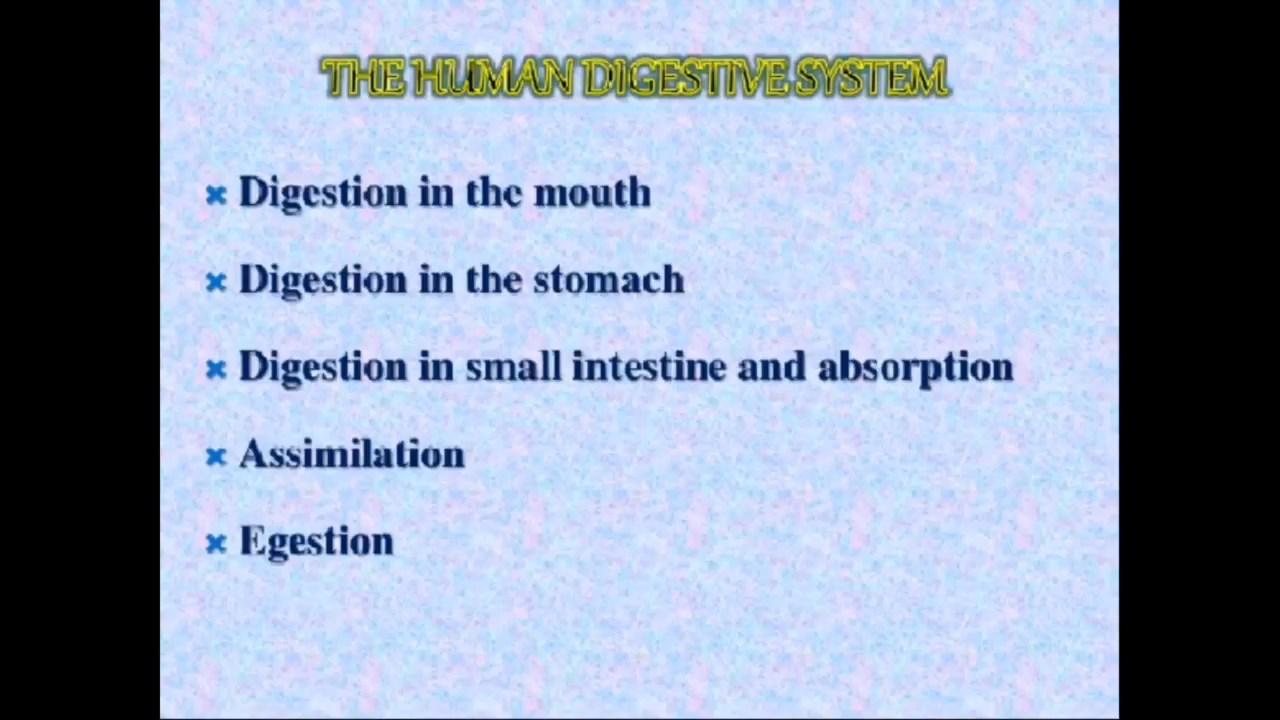 THE HUMAN DIGESTIVE SYSTEM
Digestion in the mouth
Digestion in the stomach
Digestion in small intestine and absorption
Assimilation
Egestion